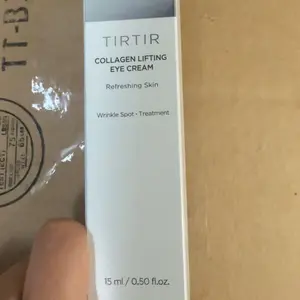 TIRTIR
COLLAGEN LIFTING
EYE CREAM
Refreshing Skin
Wrinkle Spot · Treatment
15 ml / 0.50 fl.oz.